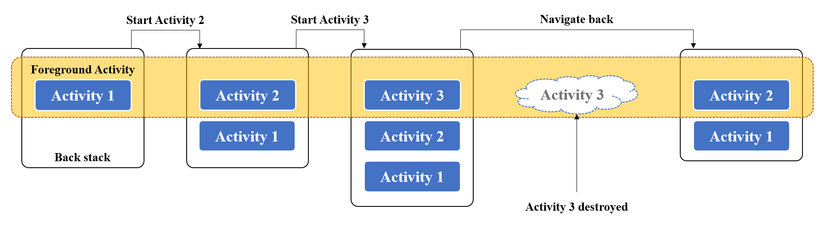 Start Activity 2
Start Activity 3
Navigate back
Foreground Activity
Activity 1
Back stack
Activity 2
Activity 1
Activity 3
Activity 2
Activity 1
Activity 3
Activity 3 destroyed
Activity 2
Activity 1